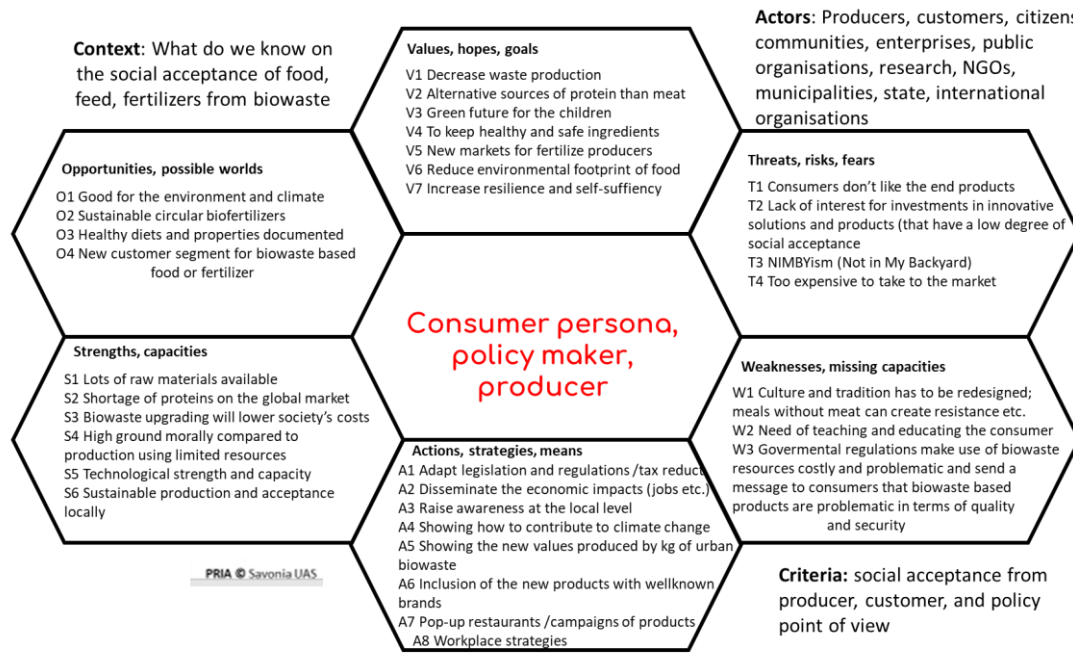 Context: What do we know on
the social acceptance of food,
feed, fertilizers from biowaste
Values, hopes, goals
V1 Decrease waste production
V2 Alternative sources of protein than meat
V3 Green future for the children
V4 To keep healthy and safe ingredients
V5 New markets for fertilize producers
V6 Reduce environmental footprint of food
V7 Increase resilience and self-suffiency
Actors: Producers, customers, citizens
communities, enterprises, public
organisations, research, NGOs,
municipalities, state, international
organisations
Opportunities, possible worlds
O1 Good for the environment and climate
O2 Sustainable circular biofertilizers
O3 Healthy diets and properties documented
O4 New customer segment for biowaste based
food or fertilizer
Threats, risks, fears
T1 Consumers don't like the end products
T2 Lack of interest for investments in innovative
solutions and products (that have a low degree of
social acceptance
T3 NIMBYism (Not in My Backyard)
T4 Too expensive to take to the market
Consumer persona,
policy maker,
producer
Strengths, capacities
S1 Lots of raw materials available
S2 Shortage of proteins on the global market
S3 Biowaste upgrading will lower society's costs
S4 High ground morally compared to
production using limited resources
S5 Technological strength and capacity
S6 Sustainable production and acceptance
locally
Weaknesses, missing capacities
W1 Culture and tradition has to be redesigned;
meals without meat can create resistance etc.
W2 Need of teaching and educating the consumer
W3 Govermental regulations make use of biowaste
resources costly and problematic and send a
message to consumers that biowaste based
products are problematic in terms of quality
and security
Actions, strategies, means
A1 Adapt legislation and regulations /tax reduct
A2 Disseminate the economic impacts (jobs etc.)
A3 Raise awareness at the local level
A4 Showing how to contribute to climate change
A5 Showing the new values produced by kg of urban
biowaste
A6 Inclusion of the new products with wellknown
brands
A7 Pop-up restaurants /campaigns of products
A8 Workplace strategies
PRIA © Savonia UAS
Criteria: social acceptance from
producer, customer, and policy
point of view